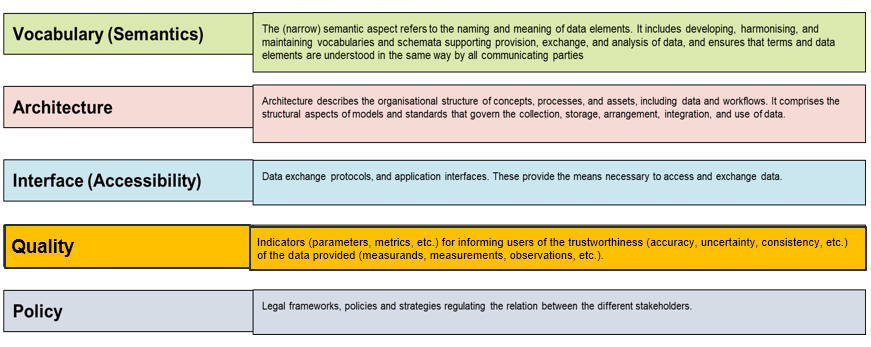 Vocabulary (Semantics)
The (narrow) semantic aspect refers to the naming and meaning of data elements. It includes developing, harmonising, and
maintaining vocabularies and schemata supporting provision, exchange, and analysis of data, and ensures that terms and data
elements are understood in the same way by all communicating parties
Architecture
Architecture describes the organisational structure of concepts, processes, and assets, including data and workflows. It comprises the
structural aspects of models and standards that govern the collection, storage, arrangement, integration, and use of data.
Interface (Accessibility)
Data exchange protocols, and application interfaces. These provide the means necessary to access and exchange data.
Quality
Indicators (parameters, metrics, etc.) for informing users of the trustworthiness (accuracy, uncertainty, consistency, etc.)
of the data provided (measurands, measurements, observations, etc.).
Policy
Legal frameworks, policies and strategies regulating the relation between the different stakeholders.